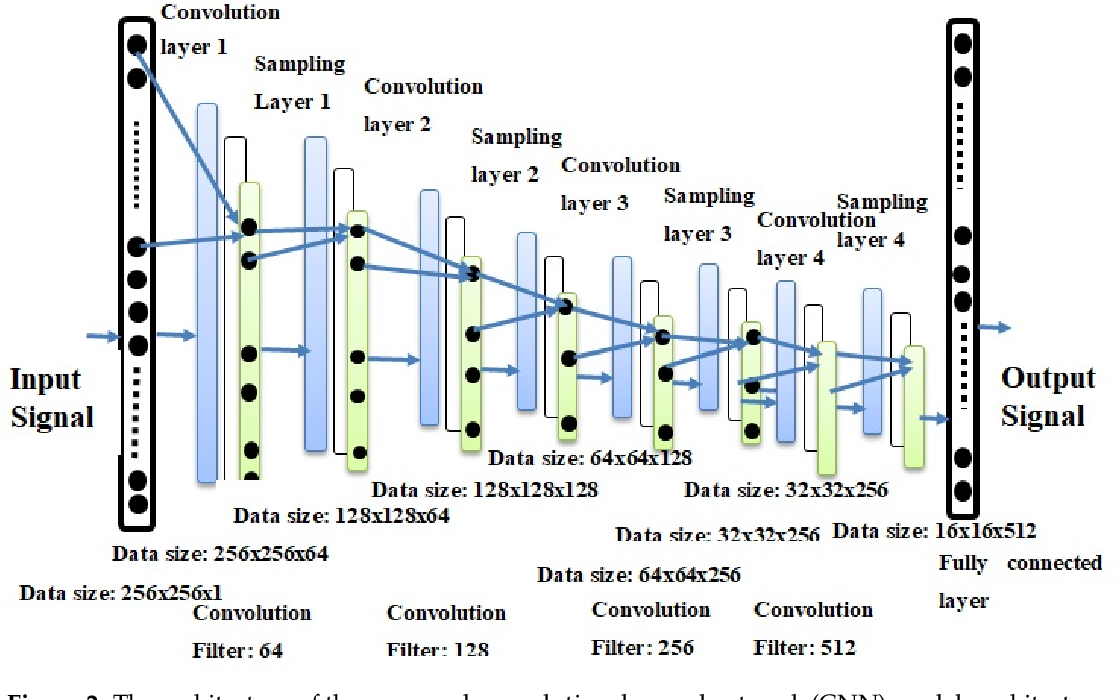 Convolution
layer 1
Sampling
Layer 1
Convolution
layer 2
Sampling
layer 2
Convolution
layer 3
Sampling
layer 3
Convolution
layer 4
Sampling
layer 4
Input
Signal
Output
Signal
Data size: 64x64x128
Data size: 128x128x128
Data size: 32x32x256
Data size: 128x128x64
Data size: 32x32x256
Data size: 16x16x512
Data size: 256x256x64
Data size: 64x64x256
Data size: 256x256x1
Fully connected
layer
Convolution
Filter: 64
Convolution
Filter: 128
Convolution
Filter: 256
Convolution
Filter: 512